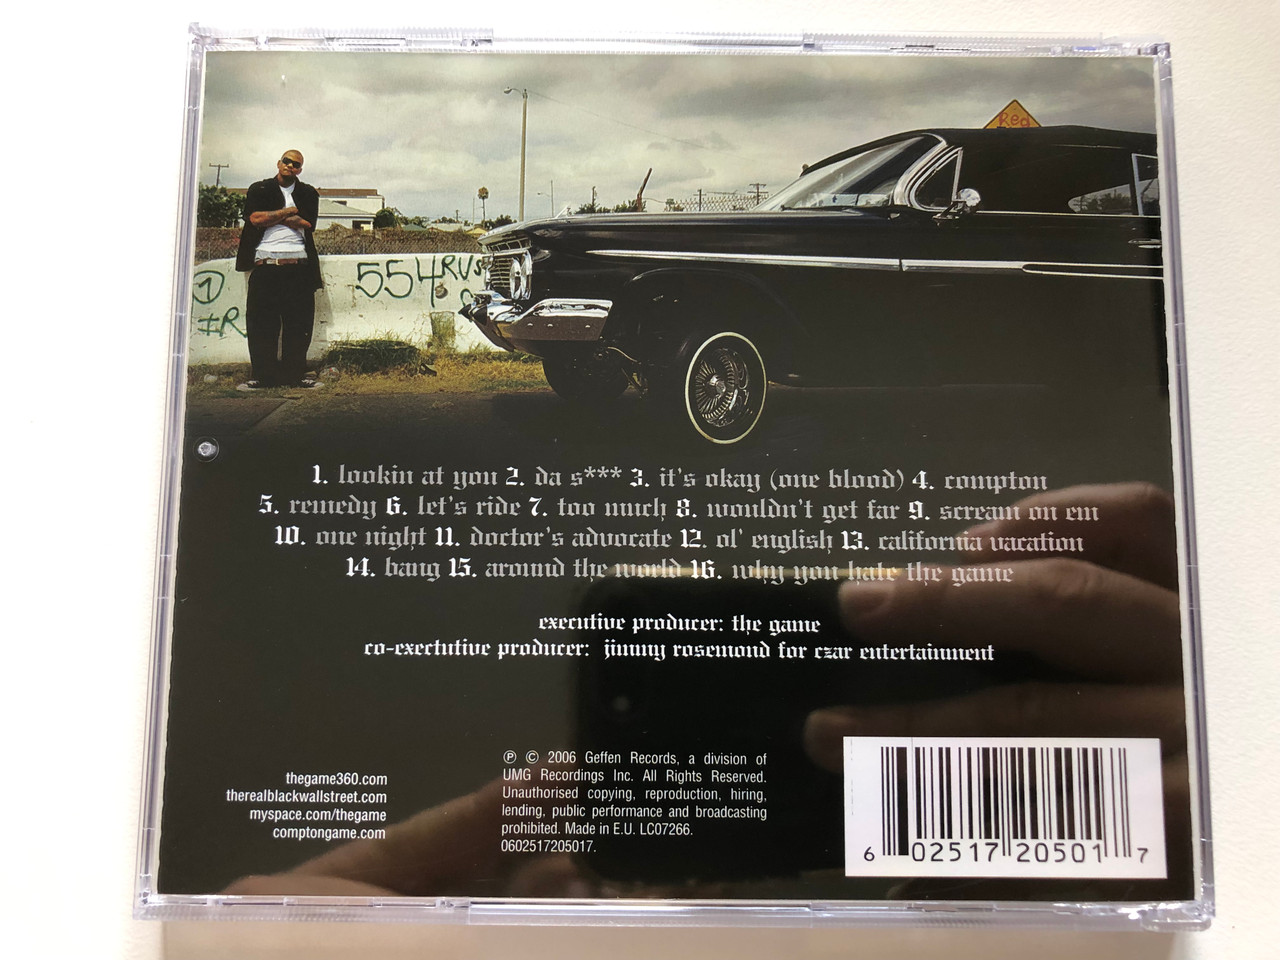 Red
554 RUS
1. lookin at you 2. da s*** 3. it's okay (one blood) 4. compton
5. remedy 6. let's ride 7. too much 8. wouldn't get far 9. scream on em
10. one night 11. doctor's advocate 12. ol' english 13. california vacation
14. bang 15. around the world 16. why you hate the game
executive producer: the game
co-exectutive producer: jimmy rosemond for czar entertainment
thegame360.com
therealblackwallstreet.com
myspace.com/thegame
comptongame.com
℗ © 2006 Geffen Records, a division of
UMG Recordings Inc. All Rights Reserved.
Unauthorised copying, reproduction, hiring,
lending, public performance and broadcasting
prohibited. Made in E.U. LC07266.
0602517205017.
6 02517 20501 7